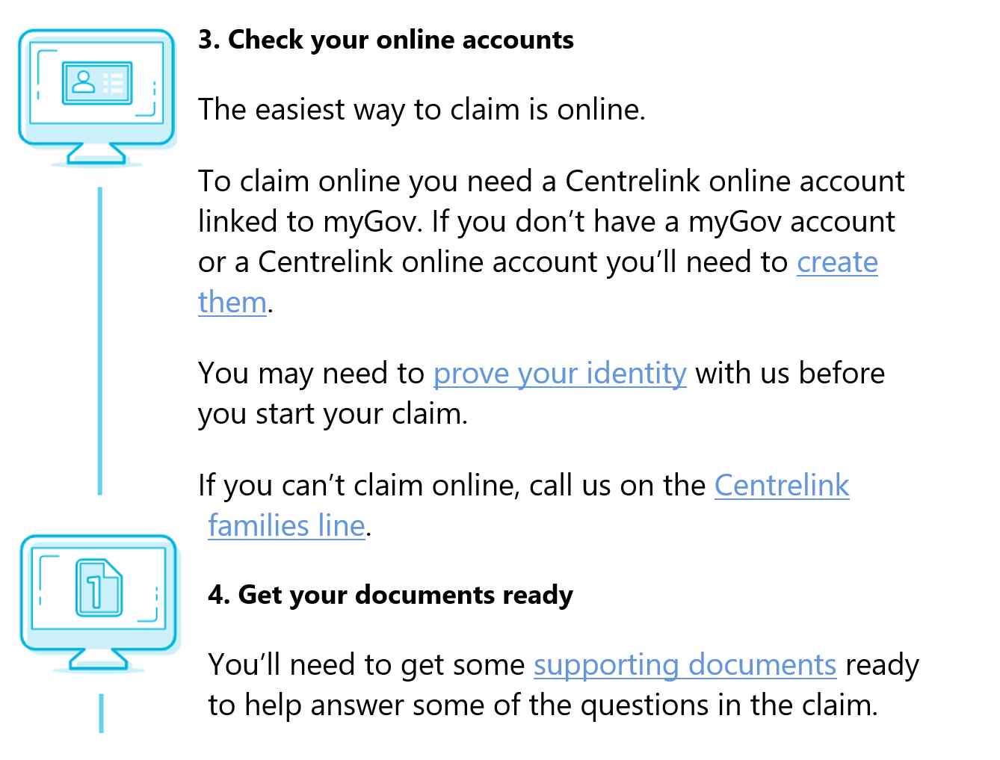 3. Check your online accounts
The easiest way to claim is online.
To claim online you need a Centrelink online account
linked to myGov. If you don’t have a myGov account
or a Centrelink online account you’ll need to create
them.
You may need to prove your identity with us before
you start your claim.
If you can’t claim online, call us on the Centrelink
families line.
1
4. Get your documents ready
You’ll need to get some supporting documents ready
to help answer some of the questions in the claim.